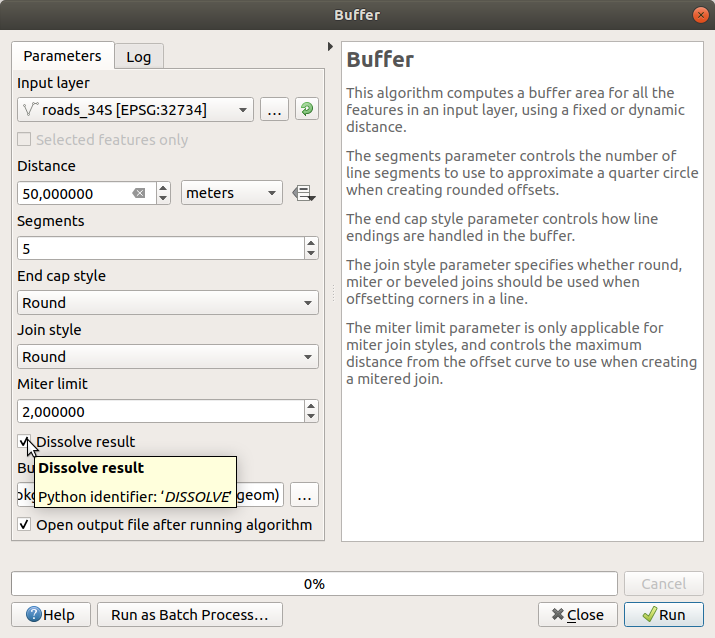 Buffer
Parameters
Log
Input layer
roads_34S [EPSG:32734]
...
Selected features only
Distance
50,000000
meters
Segments
5
End cap style
Round
Join style
Round
Miter limit
2,000000
Dissolve result
Bu
Dissolve result
Python identifier: ‘DISSOLVE’
geom)
...
Open output file after running algorithm
Buffer
This algorithm computes a buffer area for all the
features in an input layer, using a fixed or dynamic
distance.
The segments parameter controls the number of
line segments to use to approximate a quarter circle
when creating rounded offsets.
The end cap style parameter controls how line
endings are handled in the buffer.
The join style parameter specifies whether round,
miter or beveled joins should be used when
offsetting corners in a line.
The miter limit parameter is only applicable for
miter join styles, and controls the maximum
distance from the offset curve to use when creating
a mitered join.
0%
Cancel
Help
Run as Batch Process…
Close
Run